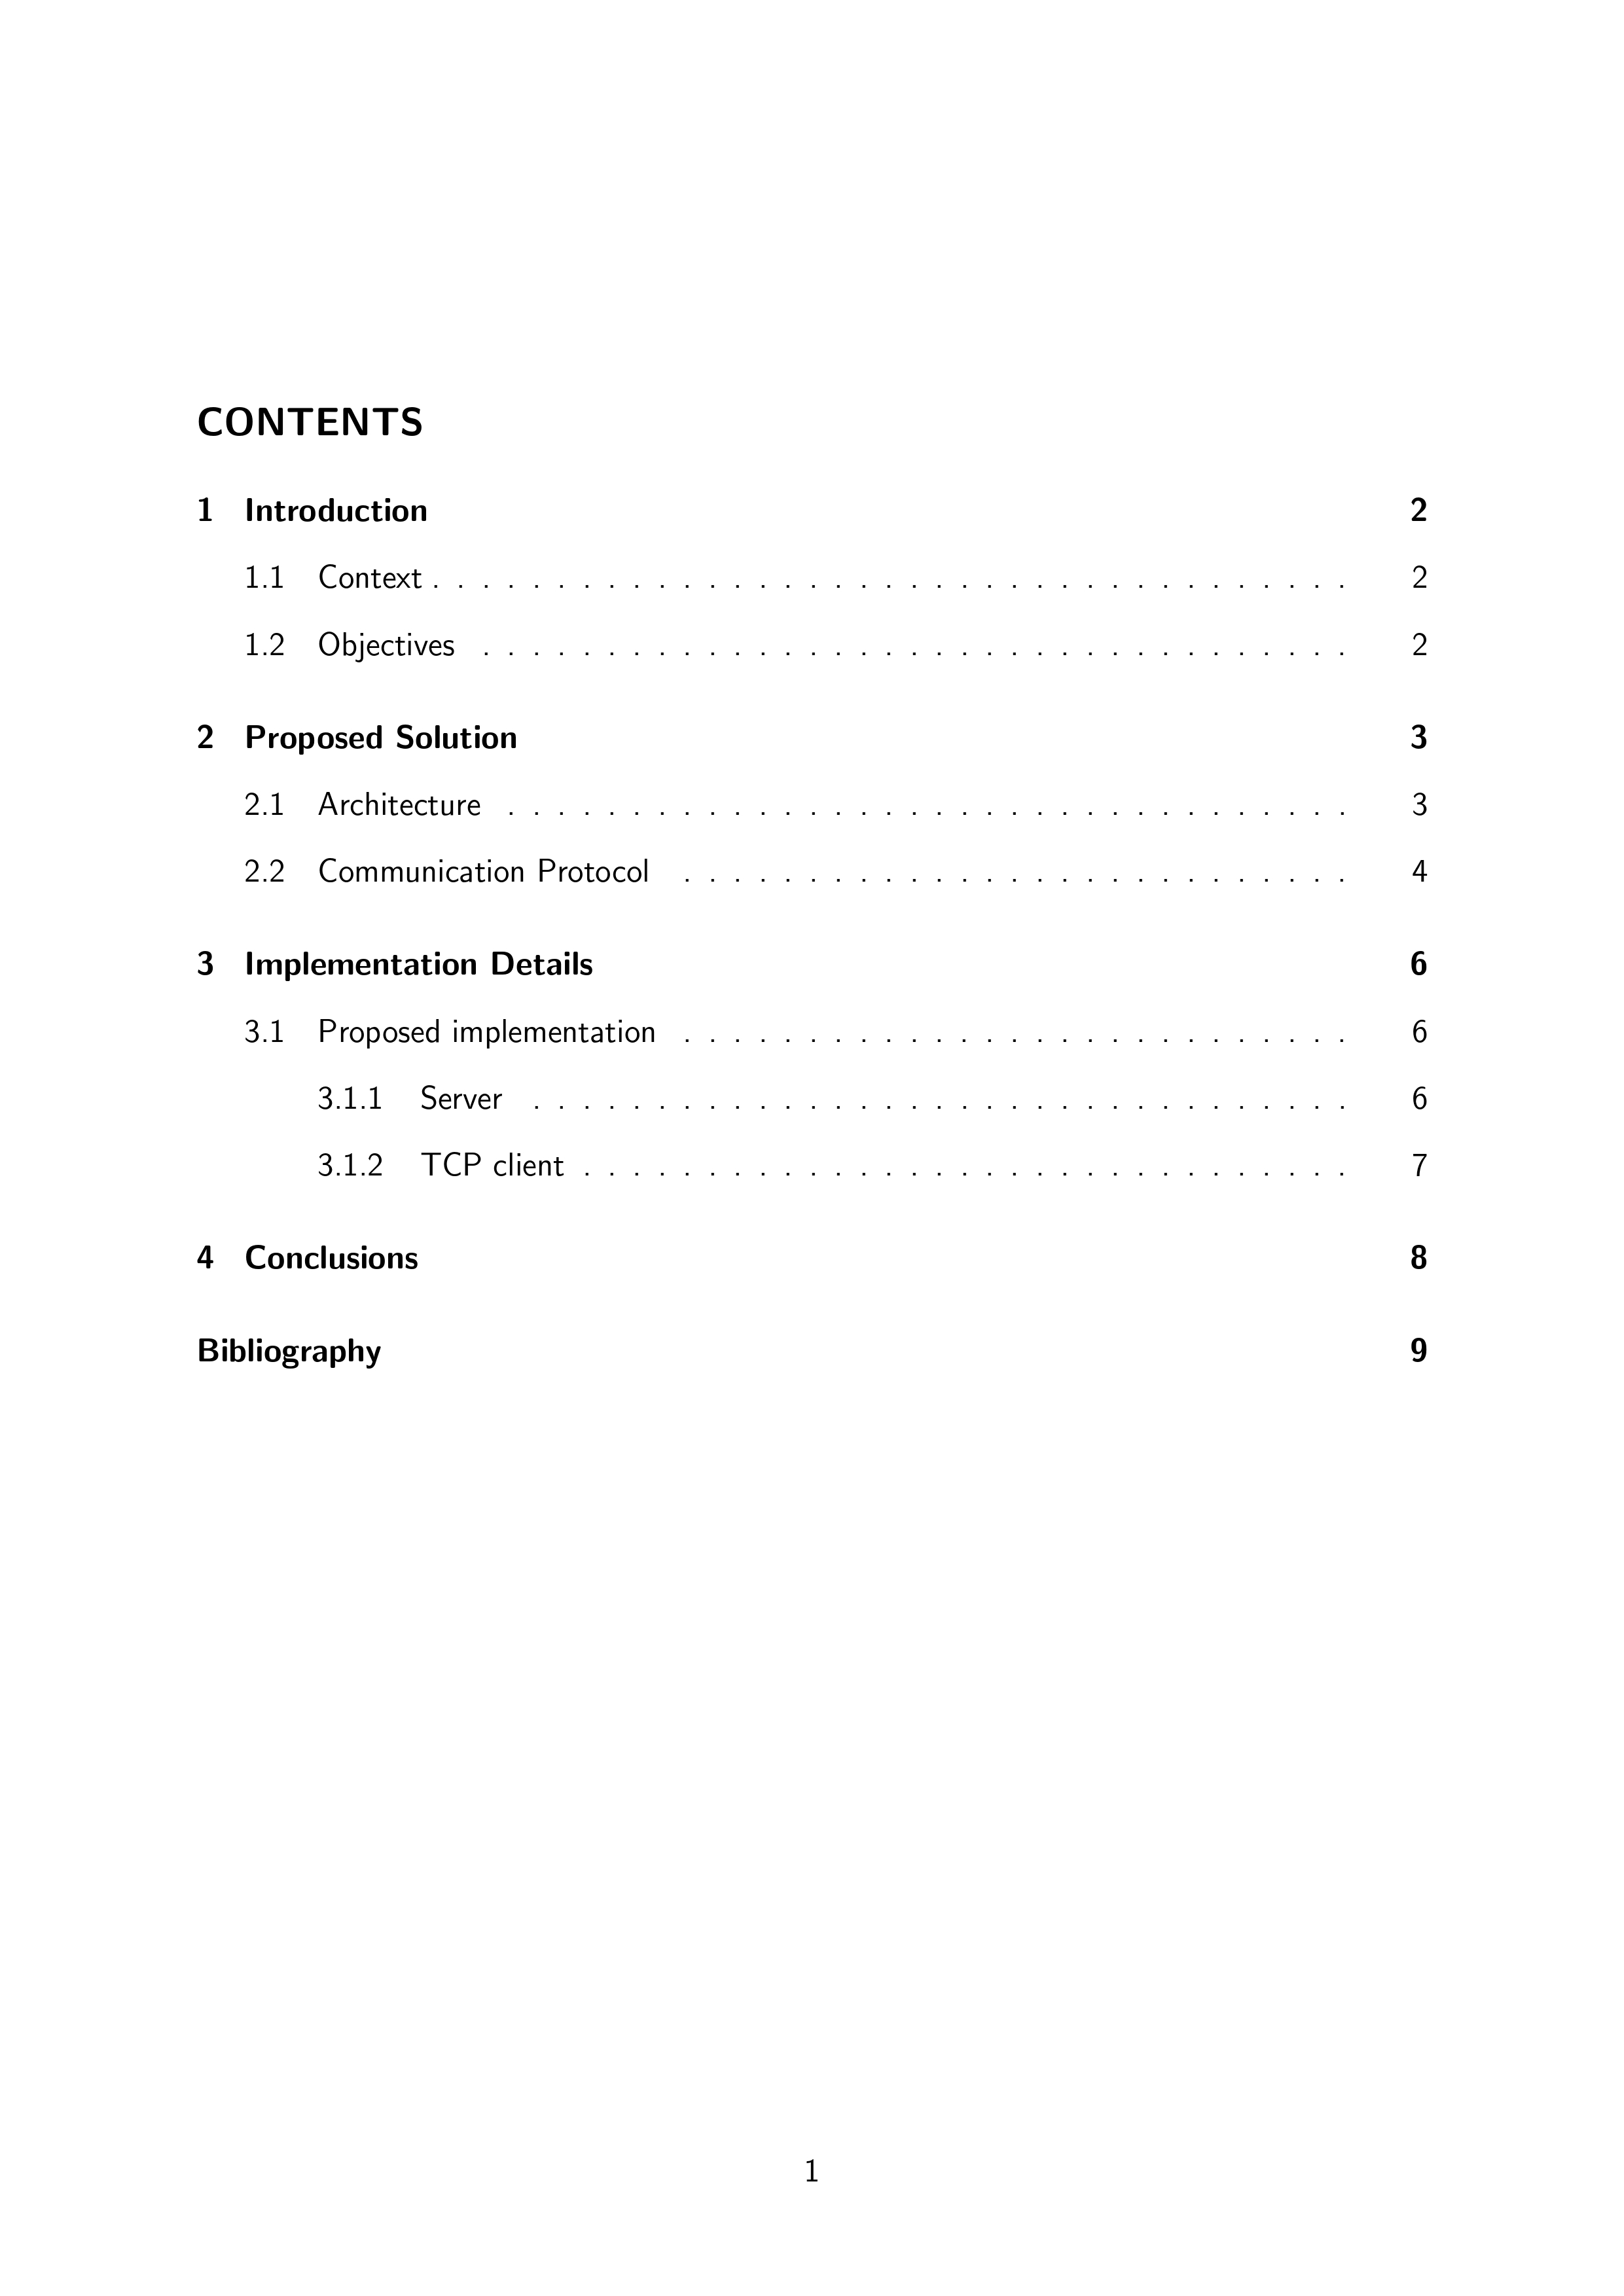 CONTENTS
1 Introduction 2
1.1 Context . . . . . . . . . . . . . . . . . . . . . . . . . . . . . . . . . . . . . 2
1.2 Objectives . . . . . . . . . . . . . . . . . . . . . . . . . . . . . . . . . . . 2
2 Proposed Solution 3
2.1 Architecture . . . . . . . . . . . . . . . . . . . . . . . . . . . . . . . . . . 3
2.2 Communication Protocol . . . . . . . . . . . . . . . . . . . . . . . . . . . 4
3 Implementation Details 6
3.1 Proposed implementation . . . . . . . . . . . . . . . . . . . . . . . . . . . 6
3.1.1 Server . . . . . . . . . . . . . . . . . . . . . . . . . . . . . . . . . 6
3.1.2 TCP client . . . . . . . . . . . . . . . . . . . . . . . . . . . . . . . 7
4 Conclusions 8
Bibliography 9
1